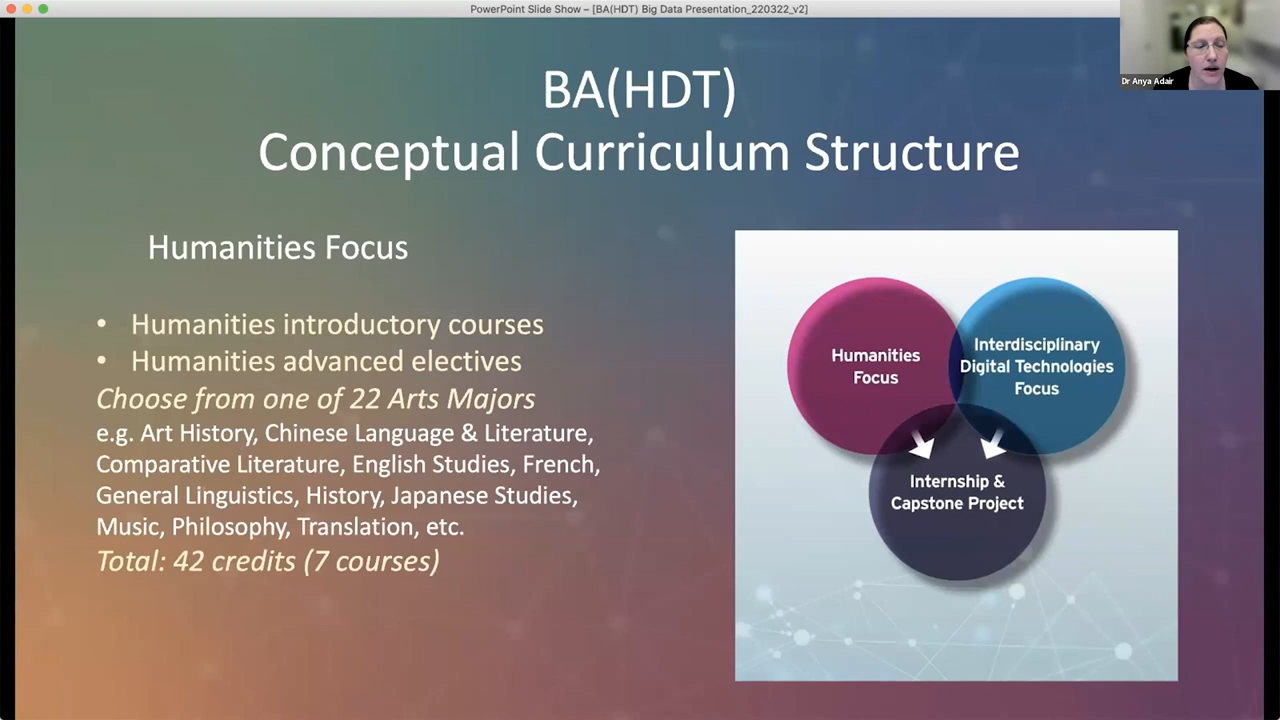 PowerPoint Slide Show – [BA(HDT) Big Data Presentation_220322_v2]
Dr Anya Adair
BA(HDT)
Conceptual Curriculum Structure
Humanities Focus
• Humanities introductory courses
• Humanities advanced electives
Choose from one of 22 Arts Majors
e.g. Art History, Chinese Language & Literature,
Comparative Literature, English Studies, French,
General Linguistics, History, Japanese Studies,
Music, Philosophy, Translation, etc.
Total: 42 credits (7 courses)
Humanities
Focus
Interdisciplinary
Digital Technologies
Focus
Internship &
Capstone Project